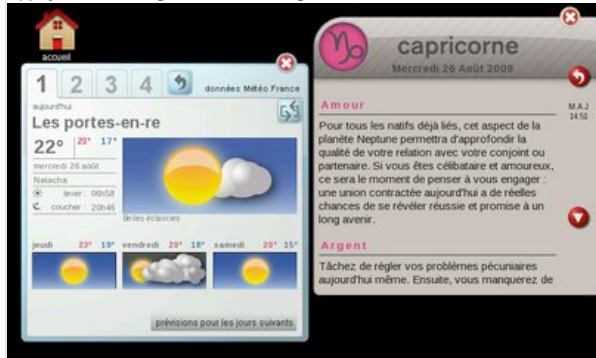 accueil
1 2 3 4
données Météo France
aujourd'hui
Les portes-en-re
22° 23° 17°
mercredi 26 août
Natacha
lever: 06h58
coucher: 20h46
Belles éclaircies
jeudi 23° 19° vendredi 20° 18° samedi 20° 15°
prévisions pour les jours suivants
capricorne
Mercredi 26 Août 2009
MAJ
14:51
Amour
Pour tous les natifs déjà liés, cet aspect de la
planète Neptune permettra d'approfondir la
qualité de votre relation avec votre conjoint ou
partenaire. Si vous êtes célibataire et amoureux,
ce sera le moment de penser à vous engager :
une union contractée aujourd'hui a de réelles
chances de se révéler réussie et promise à un
long avenir.
Argent
Tâchez de régler vos problèmes pécuniaires
aujourd'hui même. Ensuite, vous manquerez de